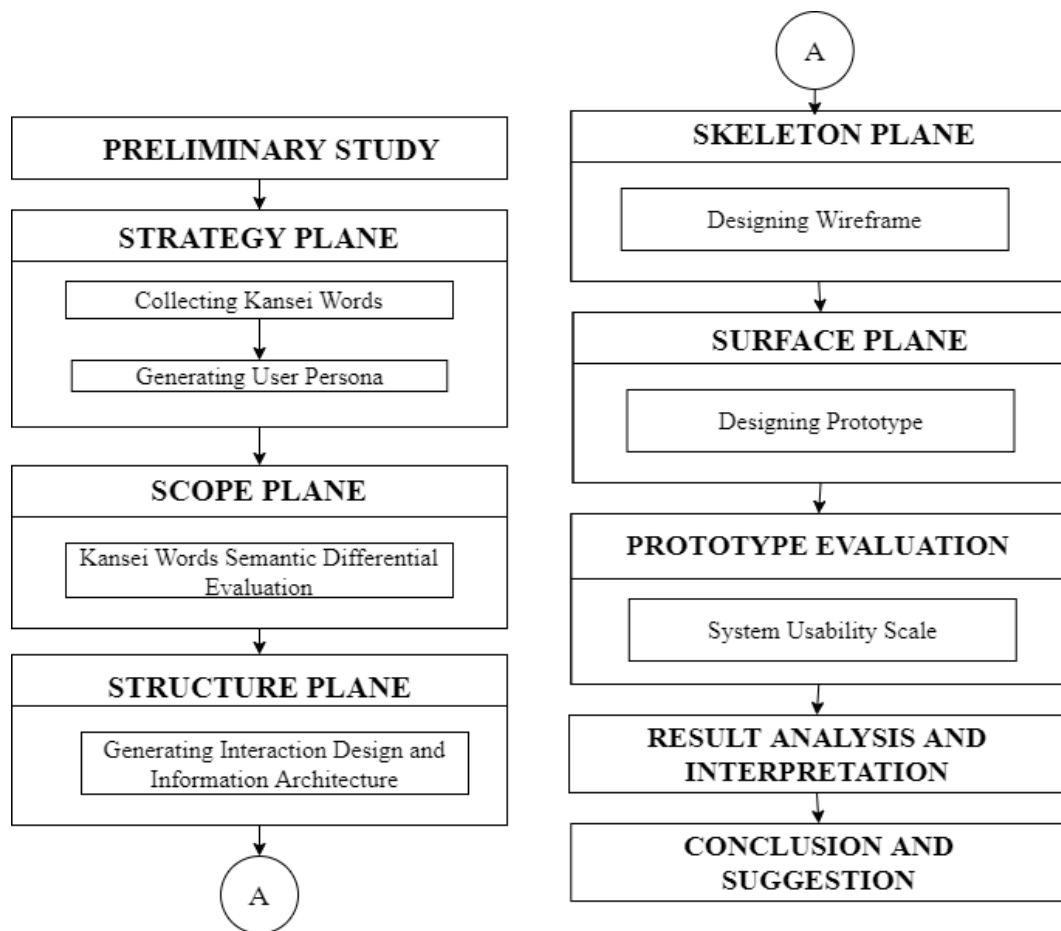 PRELIMINARY STUDY
STRATEGY PLANE
Collecting Kansei Words
Generating User Persona
SCOPE PLANE
Kansei Words Semantic Differential
Evaluation
STRUCTURE PLANE
Generating Interaction Design and
Information Architecture
A
A
SKELETON PLANE
Designing Wireframe
SURFACE PLANE
Designing Prototype
PROTOTYPE EVALUATION
System Usability Scale
RESULT ANALYSIS AND
INTERPRETATION
CONCLUSION AND
SUGGESTION